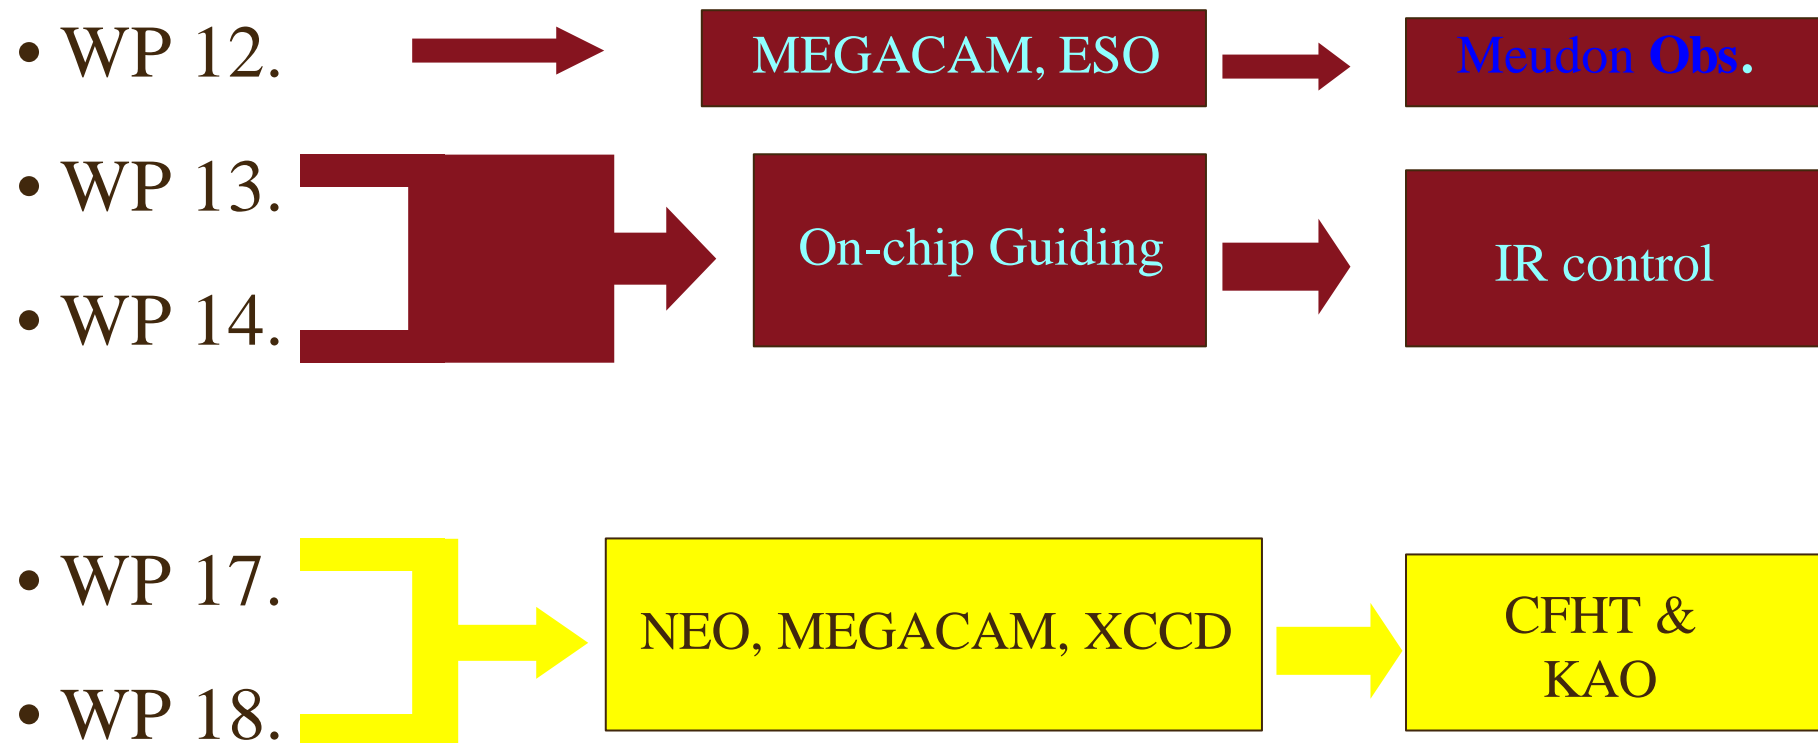 • WP 12.
MEGACAM, ESO
Meudon Obs.
• WP 13.
• WP 14.
On-chip Guiding
IR control
• WP 17.
• WP 18.
NEO, MEGACAM, XCCD
CFHT &
KAO